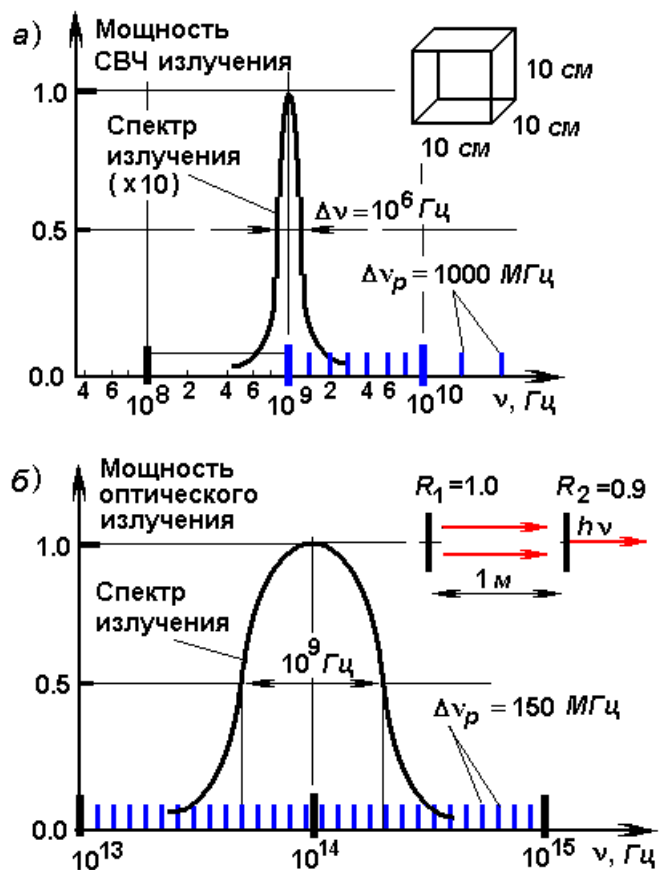 а)
Мощность
СВЧ излучения
10 см
10 см
10 см
1.0
Спектр
излучения
(×10)
Δν = 10⁶ Гц
0.5
Δνp = 1000 МГц
0.0
4 6 10⁸ 2 4 6 10⁹ 2 4 6 10¹⁰ ν, Гц
б)
Мощность
оптического
излучения
R₁ =1.0 R₂ =0.9
hν
1 м
1.0
Спектр
излучения
10⁹ Гц
0.5
Δνp = 150 МГц
0.0
10¹³ 10¹⁴ 10¹⁵ ν, Гц